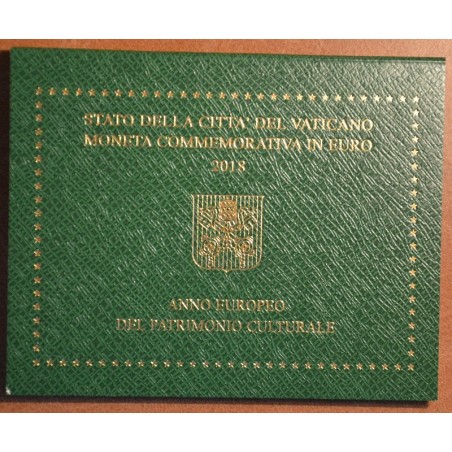 STATO DELLA CITTA' DEL VATICANO
MONETA COMMEMORATIVA IN EURO
2018
ANNO EUROPEO
DEL PATRIMONIO CULTURALE